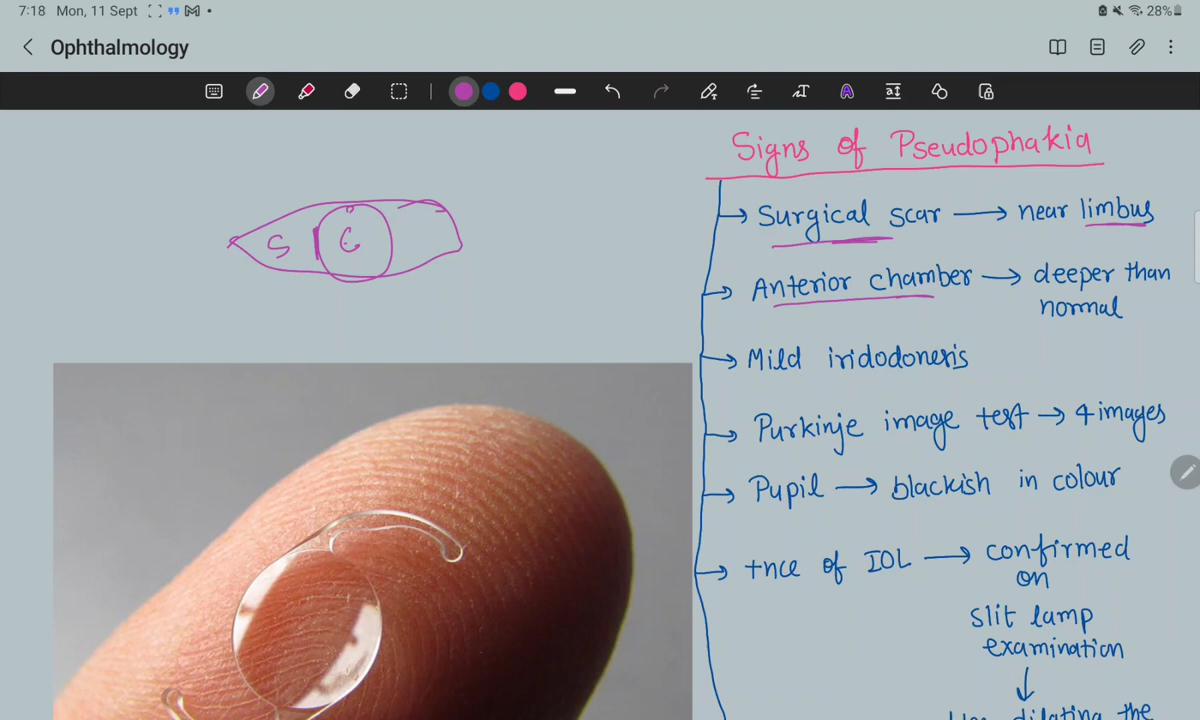 7:18 Mon, 11 Sept
28%
Ophthalmology
Signs of Pseudophakia
Surgical scar → near limbus
Anterior chamber → deeper than
normal
Mild iridodonesis
Purkinje image test → 4 images
Pupil → blackish in colour
+nce of IOL → confirmed
on
slit lamp
examination
↓
dilating the
S C